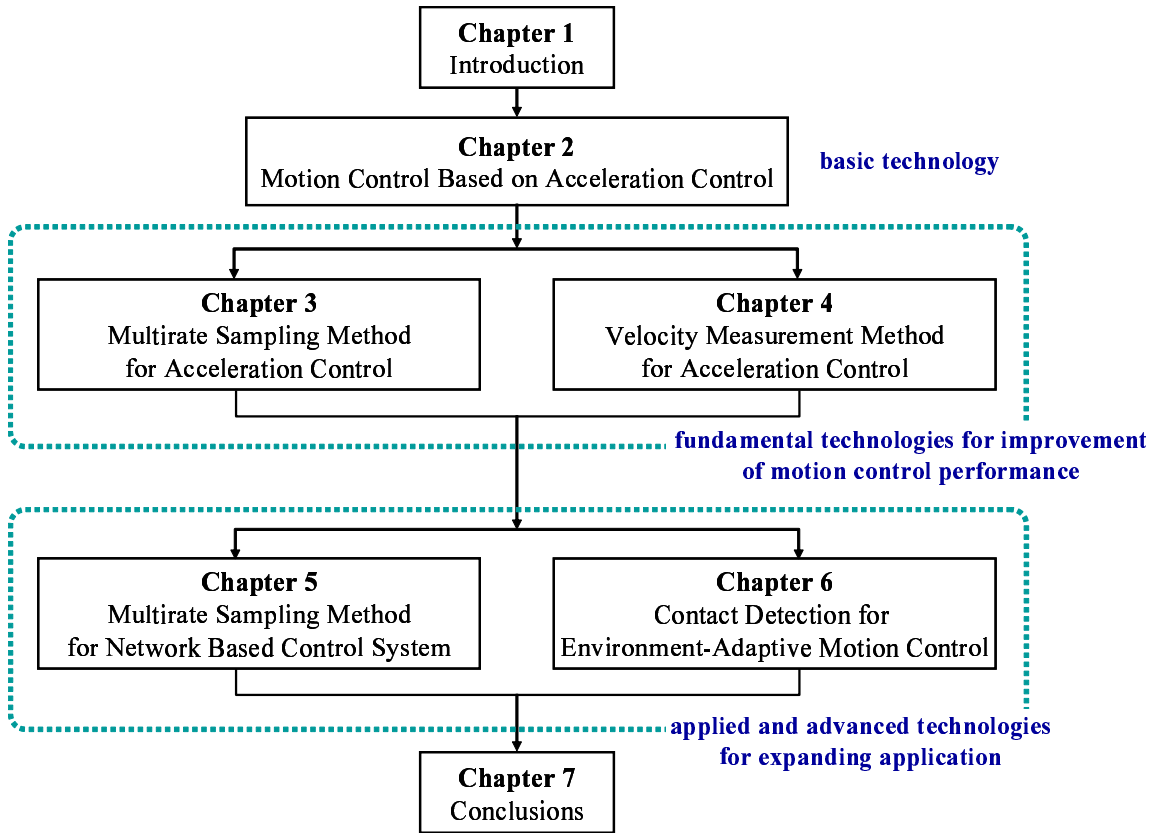 Chapter 1
Introduction
Chapter 2
Motion Control Based on Acceleration Control
basic technology
Chapter 3
Multirate Sampling Method
for Acceleration Control
Chapter 4
Velocity Measurement Method
for Acceleration Control
fundamental technologies for improvement
of motion control performance
Chapter 5
Multirate Sampling Method
for Network Based Control System
Chapter 6
Contact Detection for
Environment-Adaptive Motion Control
applied and advanced technologies
for expanding application
Chapter 7
Conclusions